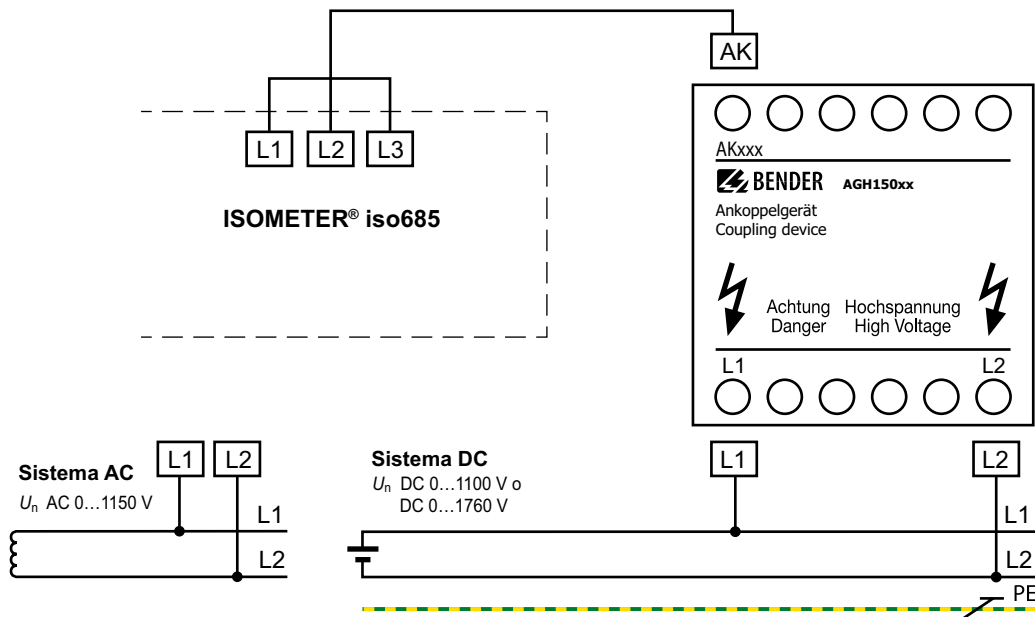 AK
L1 L2 L3
ISOMETER® iso685
AKxxx
BENDER AGH150xx
Ankoppelgerät
Coupling device
Achtung Hochspannung
Danger High Voltage
L1 L2
Sistema AC
Un AC 0...1150 V
L1 L2
L1
L2
Sistema DC
Un DC 0...1100 V o
DC 0...1760 V
L1 L2
L1
L2
PE